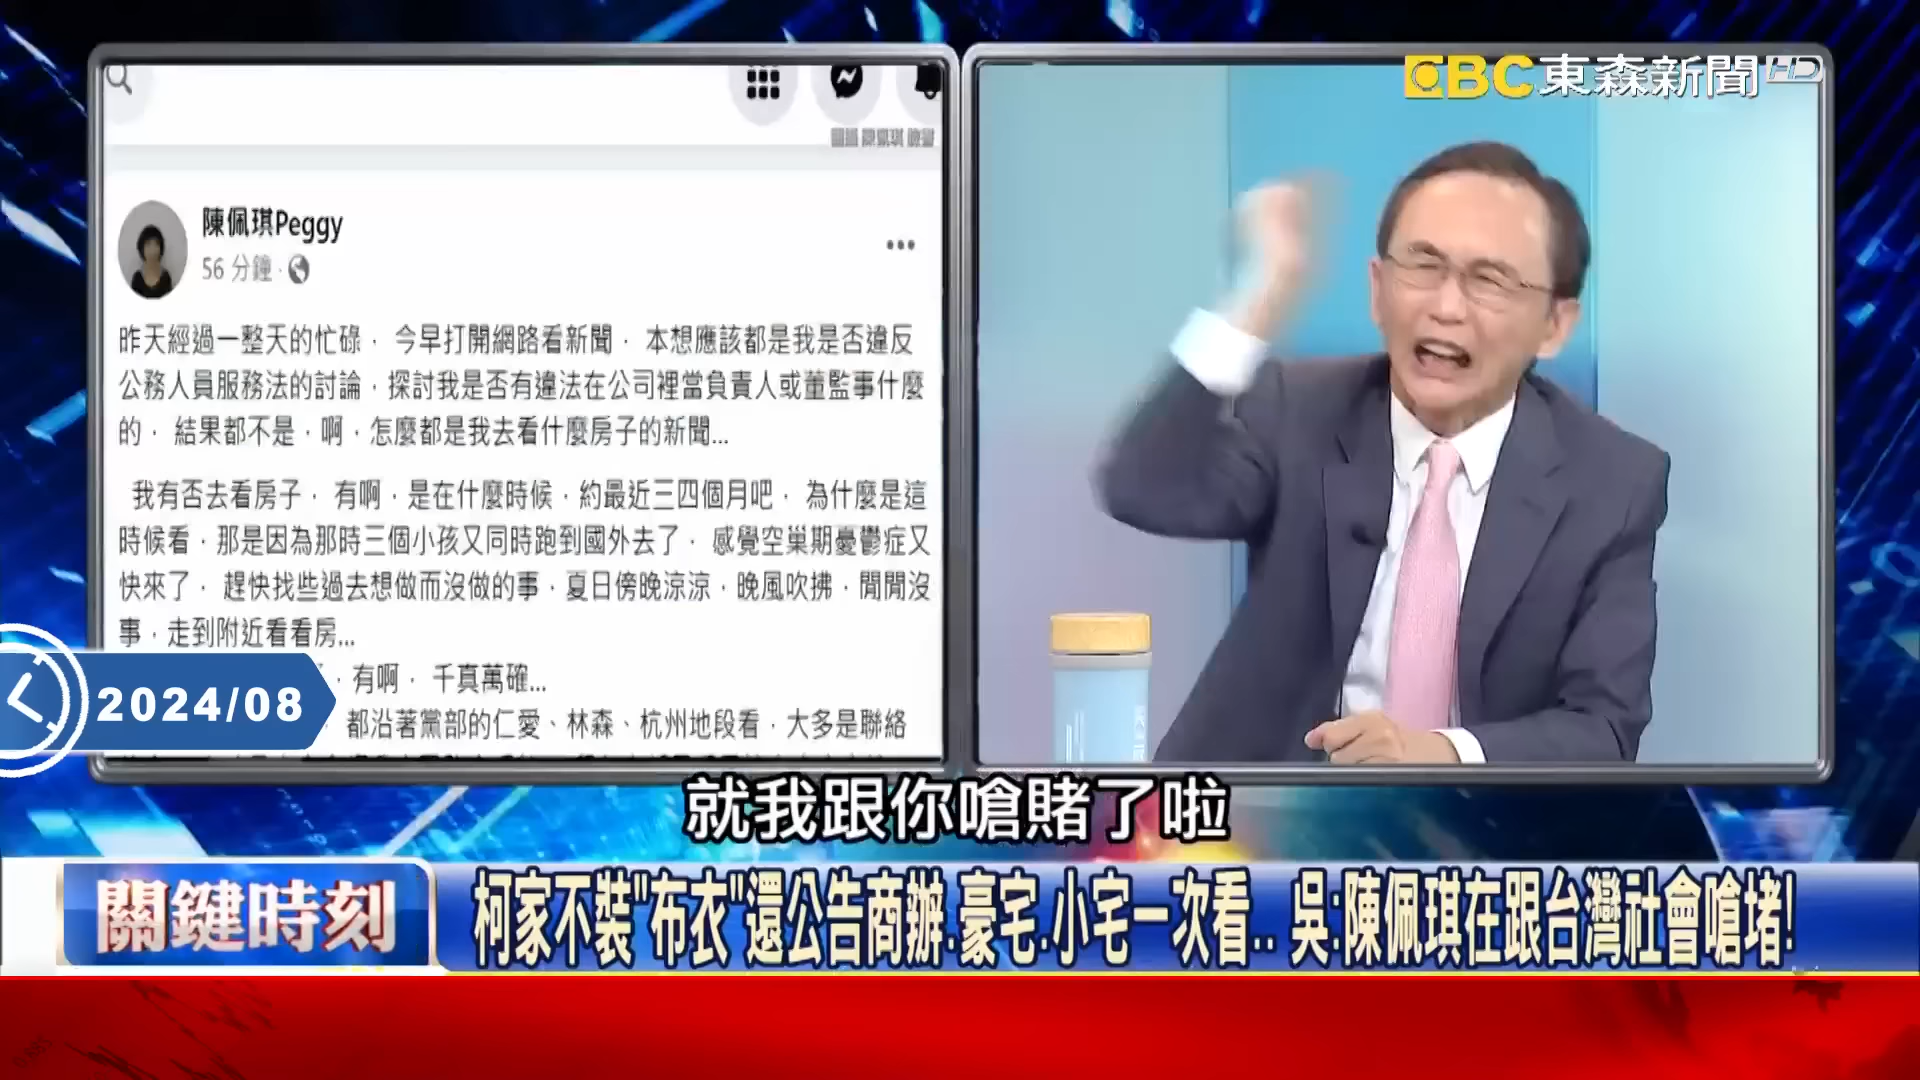 EBC 東森新聞 HD
翻攝 陳佩琪 臉書
陳佩琪Peggy
56 分鐘 ·
昨天經過一整天的忙碌， 今早打開網路看新聞， 本想應該都是我是否違反
公務人員服務法的討論，探討我是否有違法在公司裡當負責人或董監事什麼
的， 結果都不是，啊，怎麼都是我去看什麼房子的新聞...
我有否去看房子， 有啊，是在什麼時候，約最近三四個月吧， 為什麼是這
時候看，那是因為那時三個小孩又同時跑到國外去了， 感覺空巢期憂鬱症又
快來了， 趕快找些過去想做而沒做的事，夏日傍晚涼涼，晚風吹拂，閒閒沒
事，走到附近看看房...
，有啊， 千真萬確...
都沿著黨部的仁愛、林森、杭州地段看，大多是聯絡
2024/08
就我跟你嗆賭了啦
關鍵時刻
柯家不裝"布衣"還公告商辦.豪宅.小宅一次看.. 吳:陳佩琪在跟台灣社會嗆堵!